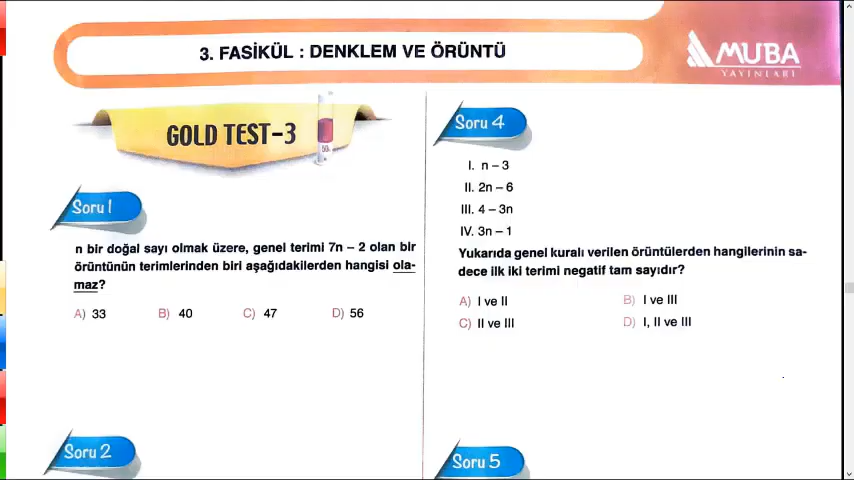 3. FASİKÜL : DENKLEM VE ÖRÜNTÜ
MUBA
YAYINLARI
GOLD TEST-3
Soru 1
n bir doğal sayı olmak üzere, genel terimi 7n – 2 olan bir
örüntünün terimlerinden biri aşağıdakilerden hangisi ola-
maz?
A) 33 B) 40 C) 47 D) 56
Soru 2
Soru 4
I. n – 3
II. 2n – 6
III. 4 – 3n
IV. 3n – 1
Yukarıda genel kuralı verilen örüntülerden hangilerinin sa-
dece ilk iki terimi negatif tam sayıdır?
A) I ve II B) I ve III
C) II ve III D) I, II ve III
Soru 5